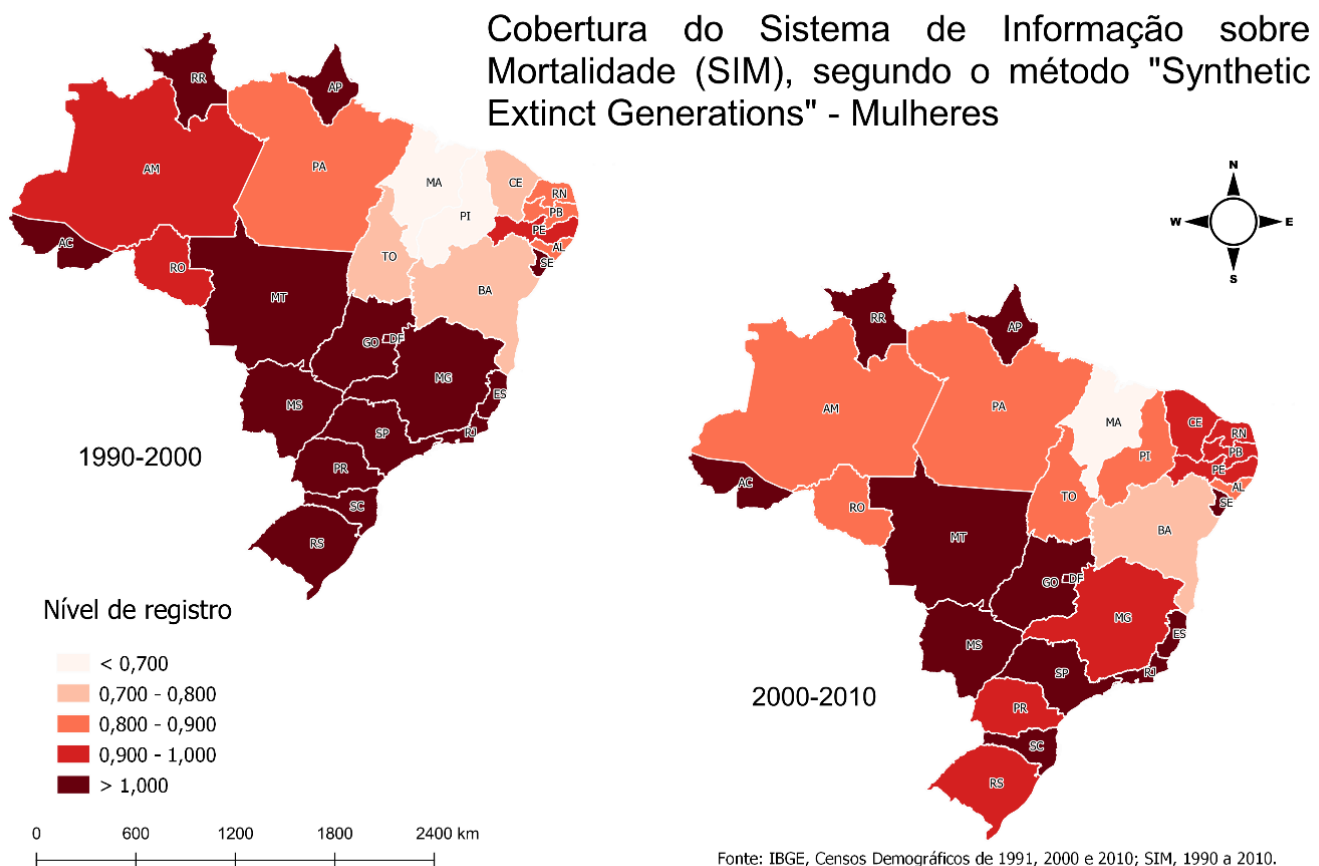 Cobertura do Sistema de Informação sobre
Mortalidade (SIM), segundo o método "Synthetic
Extinct Generations" - Mulheres
RR
AP
AM
PA
MA
CE
RN
PI
PB
PE
AL
AC
RO
TO
SE
BA
MT
GO
DF
MG
ES
MS
SP
RJ
PR
SC
RS
1990-2000
N
W
E
S
RR
AP
AM
PA
MA
CE
RN
PI
PB
PE
AL
AC
RO
TO
SE
BA
MT
GO
DF
MG
ES
MS
SP
RJ
PR
SC
RS
2000-2010
Nível de registro
< 0,700
0,700 - 0,800
0,800 - 0,900
0,900 - 1,000
> 1,000
0 600 1200 1800 2400 km
Fonte: IBGE, Censos Demográficos de 1991, 2000 e 2010; SIM, 1990 a 2010.